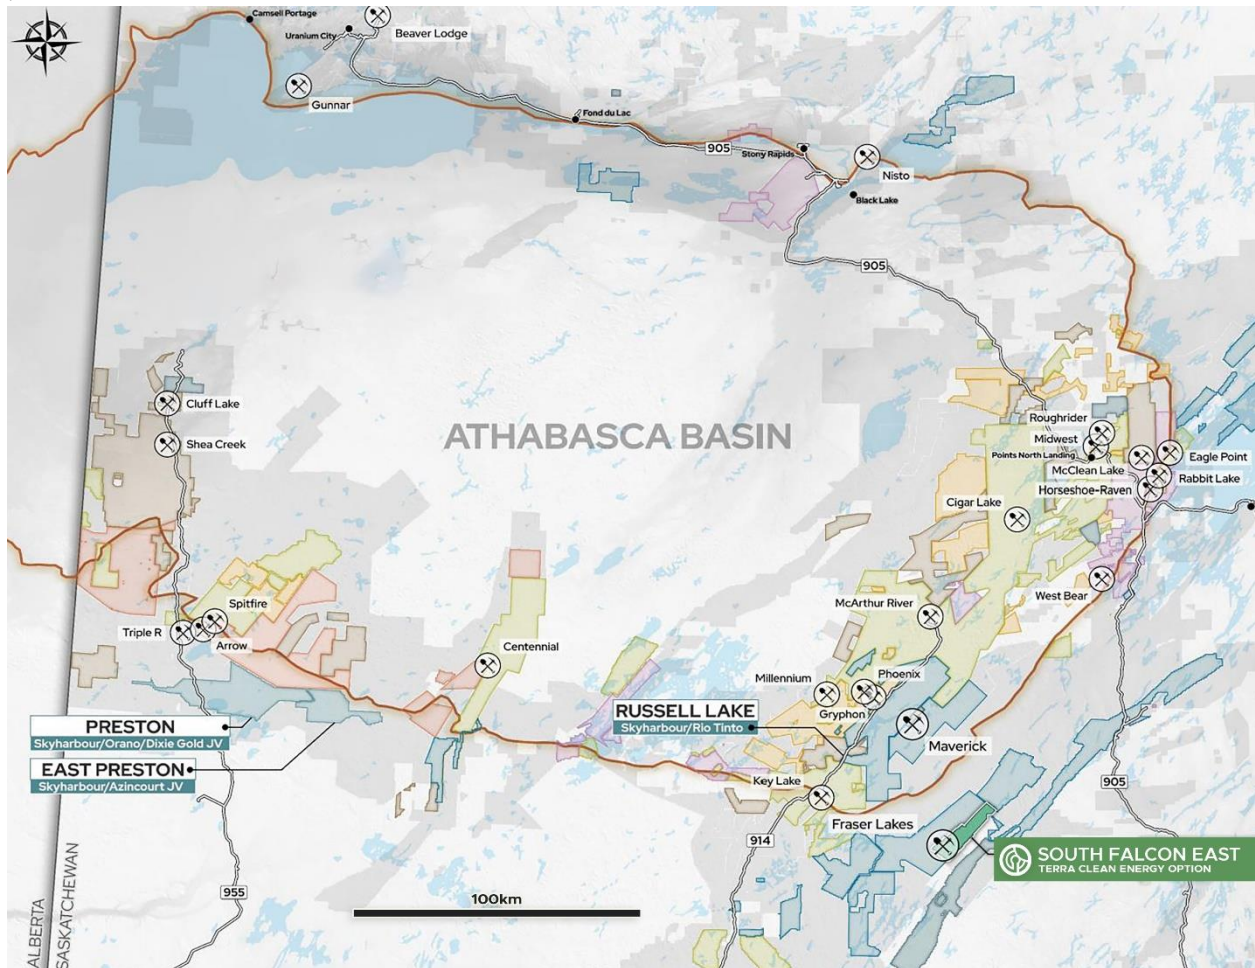 Camsell Portage
Uranium City
Beaver Lodge
Gunnar
Fond du Lac
905
Stony Rapids
Nisto
Black Lake
905
Cluff Lake
Shea Creek
ATHABASCA BASIN
Roughrider
Midwest
Points North Landing
Eagle Point
McClean Lake
Rabbit Lake
Horseshoe-Raven
Cigar Lake
West Bear
McArthur River
Spitfire
Triple R
Arrow
Centennial
Millennium
Phoenix
Gryphon
RUSSELL LAKE
Skyharbour/Rio Tinto
PRESTON
Skyharbour/Orano/Dixie Gold JV
EAST PRESTON
Skyharbour/Azincourt JV
Maverick
Key Lake
905
Fraser Lakes
914
SOUTH FALCON EAST
TERRA CLEAN ENERGY OPTION
955
100km
ALBERTA
SASKATCHEWAN